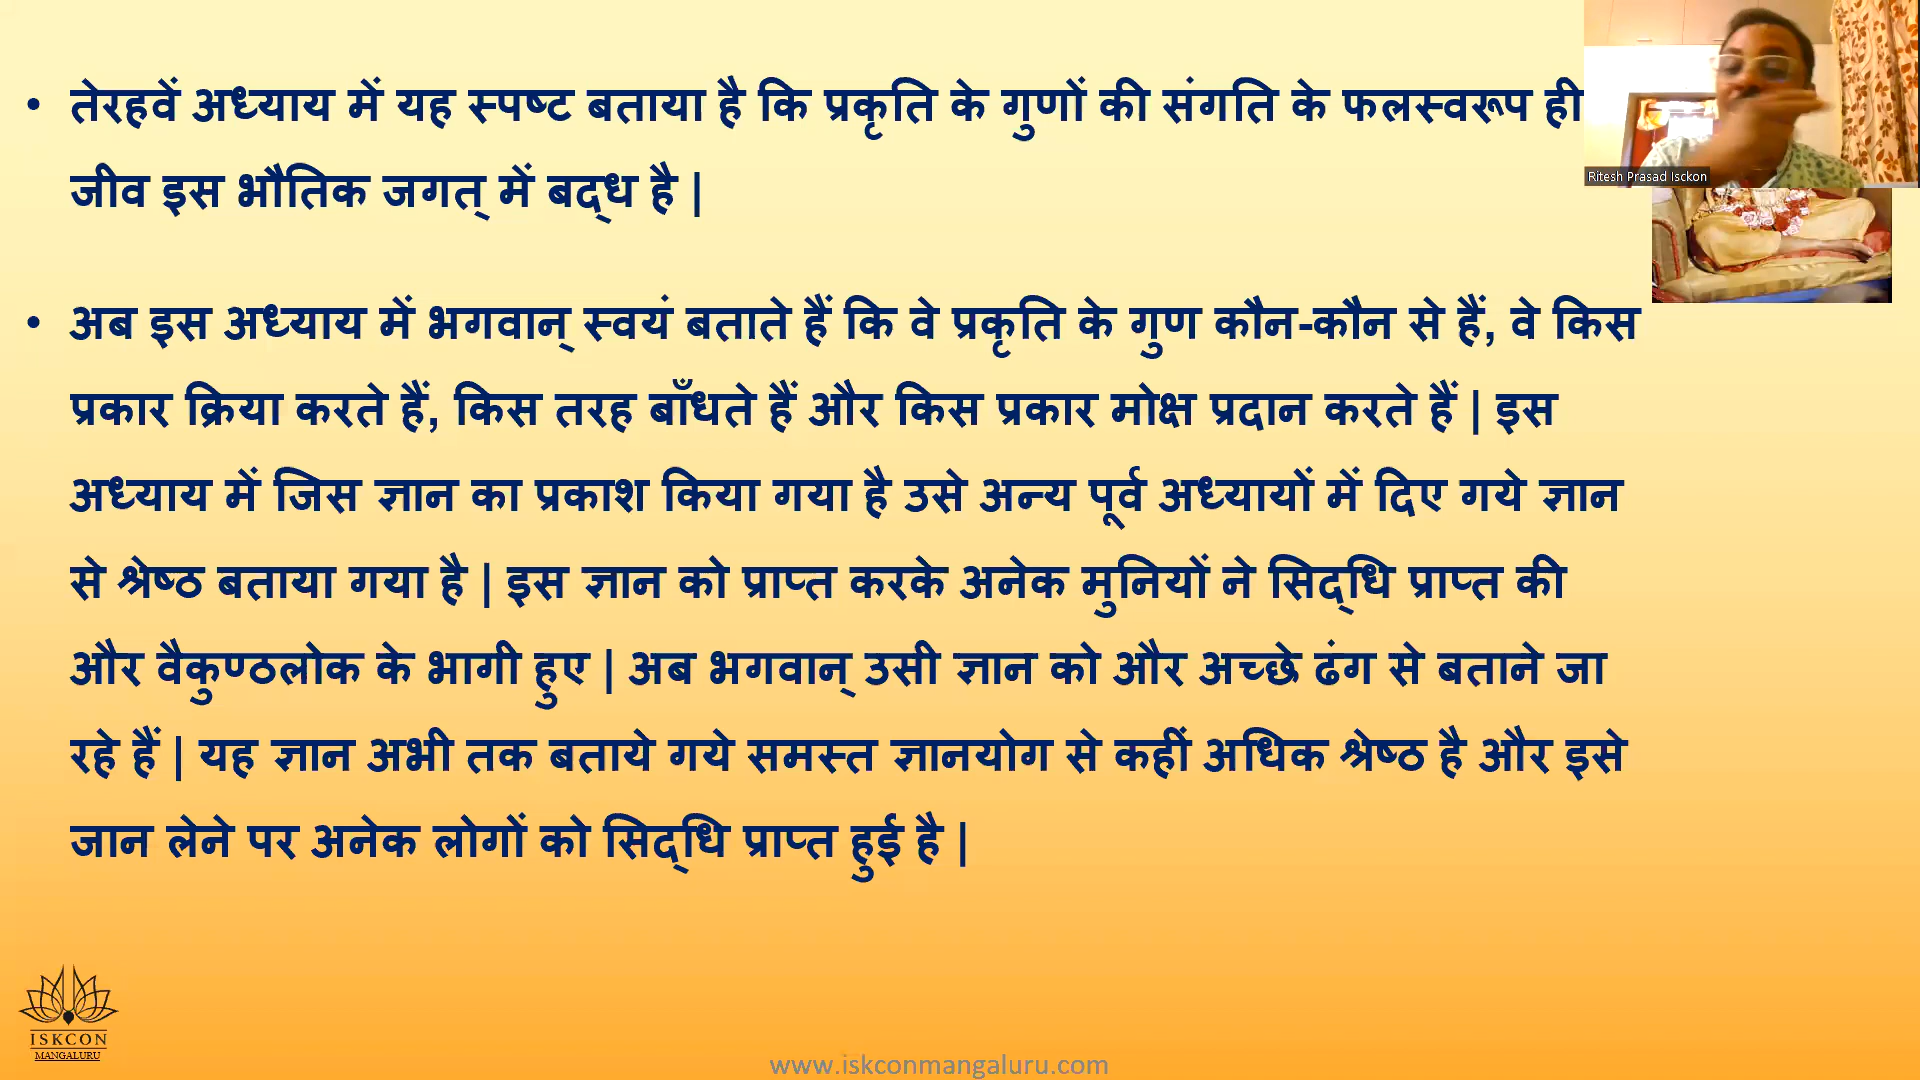 • तेरहवें अध्याय में यह स्पष्ट बताया है कि प्रकृति के गुणों की संगति के फलस्वरूप ही
जीव इस भौतिक जगत् में बद्ध है |
• अब इस अध्याय में भगवान् स्वयं बताते हैं कि वे प्रकृति के गुण कौन-कौन से हैं, वे किस
प्रकार क्रिया करते हैं, किस तरह बाँधते हैं और किस प्रकार मोक्ष प्रदान करते हैं | इस
अध्याय में जिस ज्ञान का प्रकाश किया गया है उसे अन्य पूर्व अध्यायों में दिए गये ज्ञान
से श्रेष्ठ बताया गया है | इस ज्ञान को प्राप्त करके अनेक मुनियों ने सिद्धि प्राप्त की
और वैकुण्ठलोक के भागी हुए | अब भगवान् उसी ज्ञान को और अच्छे ढंग से बताने जा
रहे हैं | यह ज्ञान अभी तक बताये गये समस्त ज्ञानयोग से कहीं अधिक श्रेष्ठ है और इसे
जान लेने पर अनेक लोगों को सिद्धि प्राप्त हुई है |
Ritesh Prasad Isckon
ISKCON
MANGALURU
www.iskconmangaluru.com